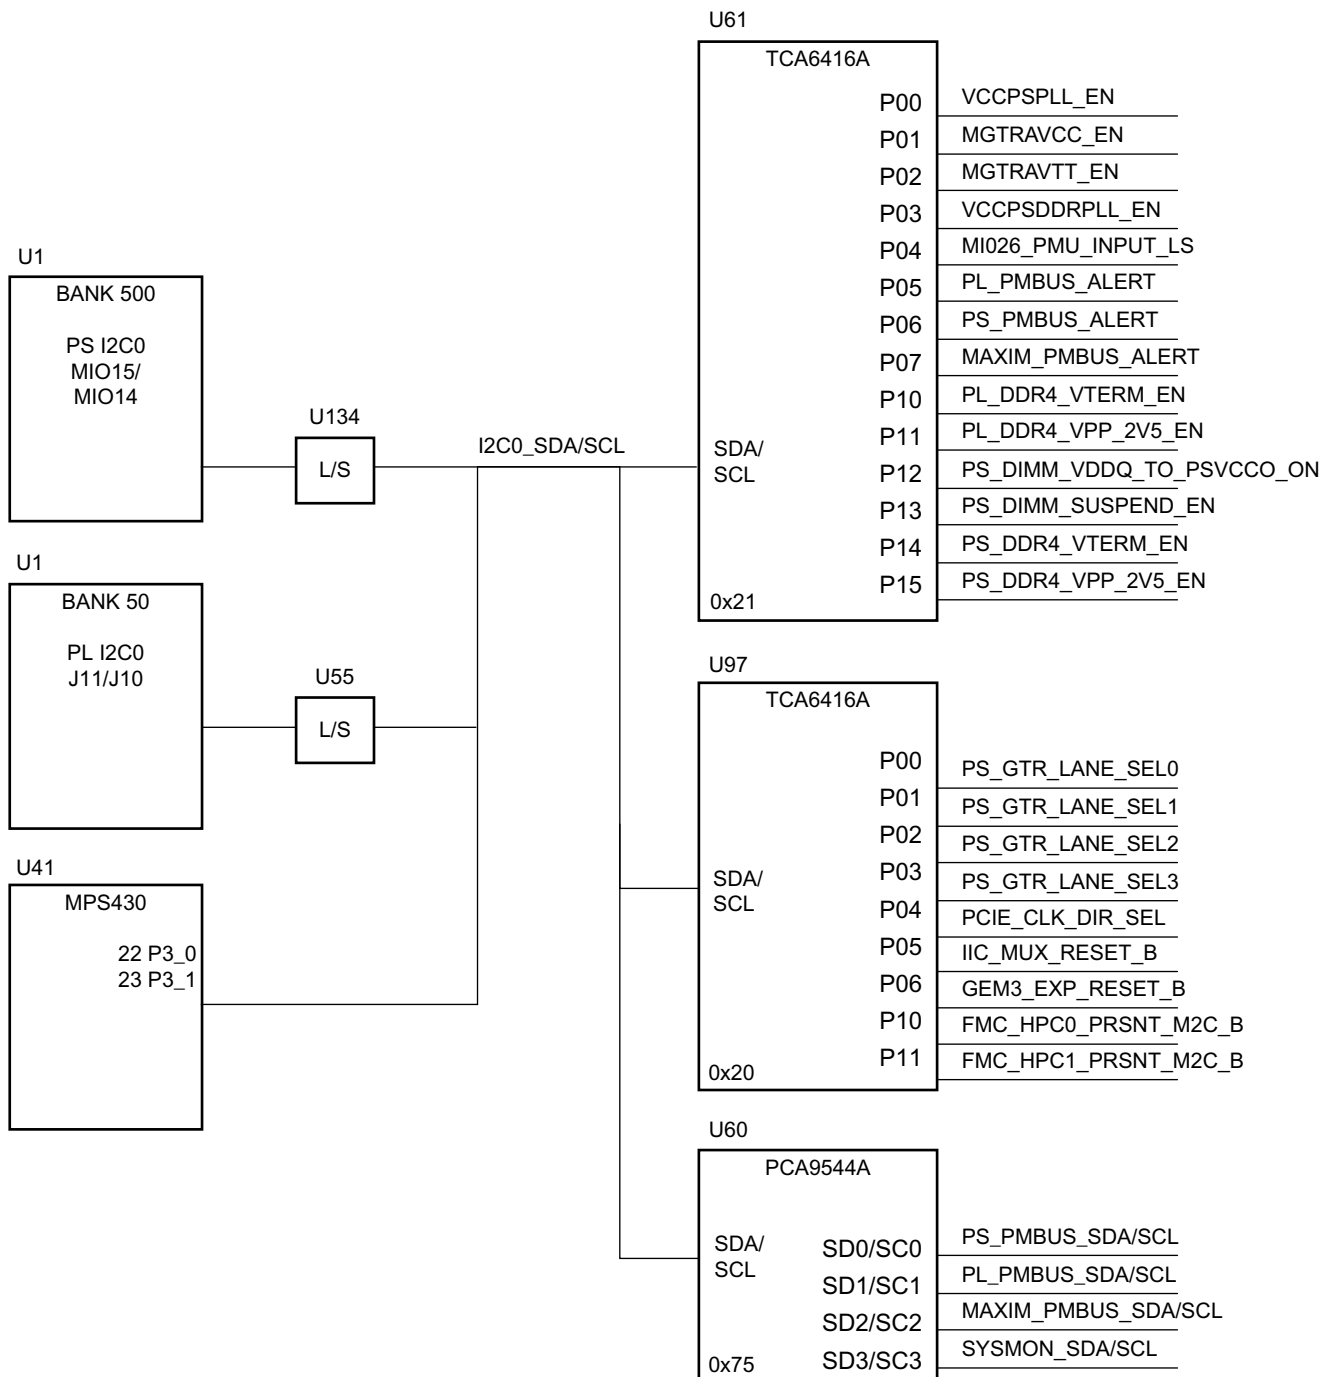 U61
TCA6416A
P00 VCCPSPLL_EN
P01 MGTRAVCC_EN
P02 MGTRAVTT_EN
P03 VCCPSDDRPLL_EN
P04 MI026_PMU_INPUT_LS
P05 PL_PMBUS_ALERT
P06 PS_PMBUS_ALERT
P07 MAXIM_PMBUS_ALERT
P10 PL_DDR4_VTERM_EN
P11 PL_DDR4_VPP_2V5_EN
P12 PS_DIMM_VDDQ_TO_PSVCCO_ON
P13 PS_DIMM_SUSPEND_EN
P14 PS_DDR4_VTERM_EN
P15 PS_DDR4_VPP_2V5_EN
SDA/
SCL
0x21
U1
BANK 500
PS I2C0
MIO15/
MIO14
U134
L/S
I2C0_SDA/SCL
U1
BANK 50
PL I2C0
J11/J10
U55
L/S
U41
MPS430
22 P3_0
23 P3_1
U97
TCA6416A
P00 PS_GTR_LANE_SEL0
P01 PS_GTR_LANE_SEL1
P02 PS_GTR_LANE_SEL2
P03 PS_GTR_LANE_SEL3
P04 PCIE_CLK_DIR_SEL
P05 IIC_MUX_RESET_B
P06 GEM3_EXP_RESET_B
P10 FMC_HPC0_PRSNT_M2C_B
P11 FMC_HPC1_PRSNT_M2C_B
SDA/
SCL
0x20
U60
PCA9544A
SDA/
SCL
SD0/SC0 PS_PMBUS_SDA/SCL
SD1/SC1 PL_PMBUS_SDA/SCL
SD2/SC2 MAXIM_PMBUS_SDA/SCL
SD3/SC3 SYSMON_SDA/SCL
0x75